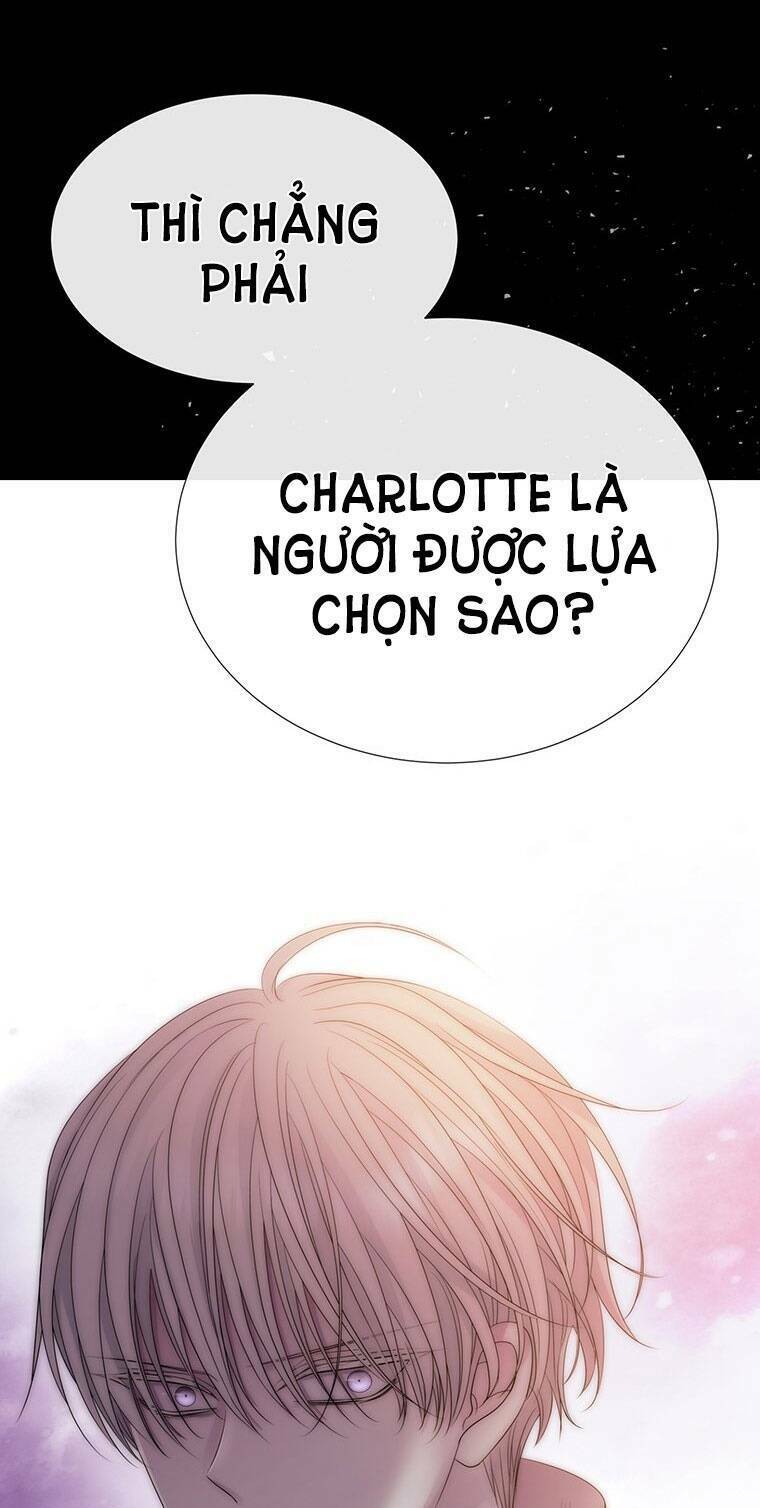 THÌ CHẲNG
PHẢI
CHARLOTTE LÀ
NGƯỜI ĐƯỢC LỰA
CHỌN SAO?